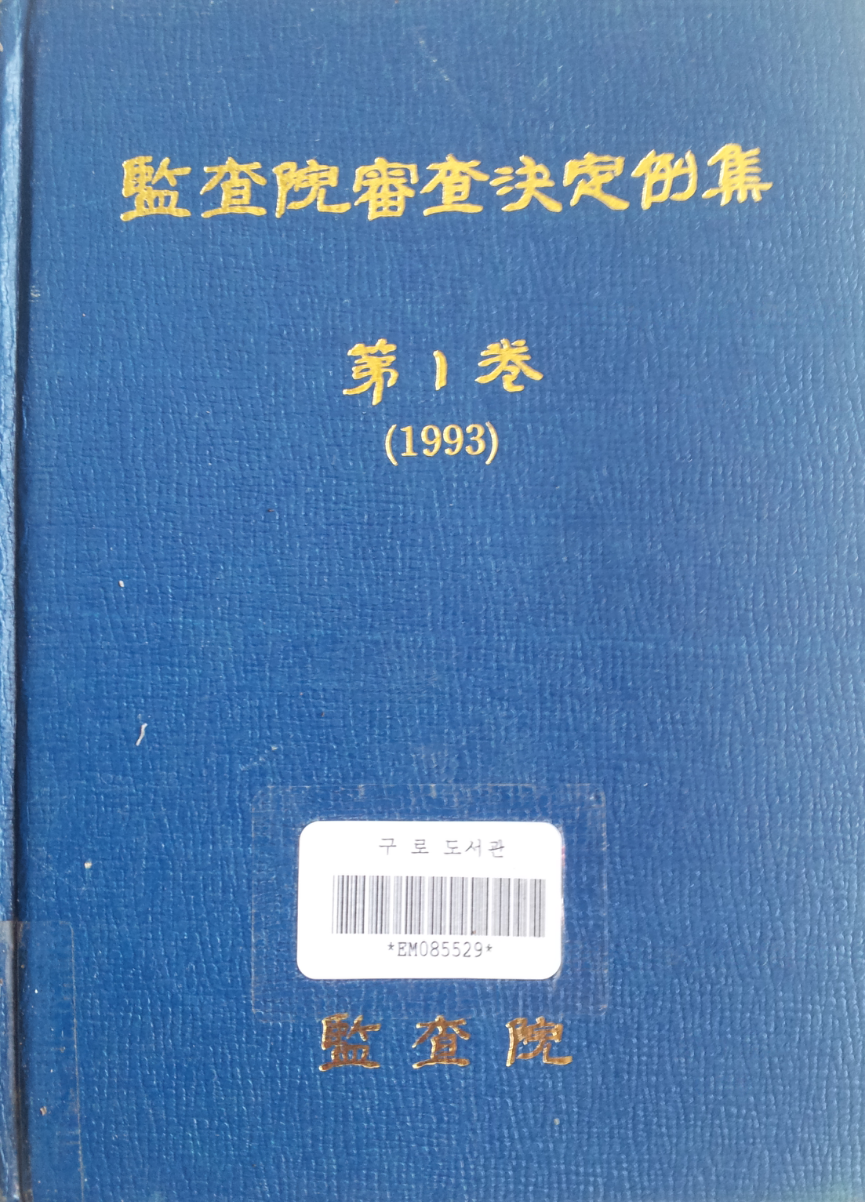 監査院審査決定例集
第1巻
(1993)
구로도서관
*EM085529*
監査院